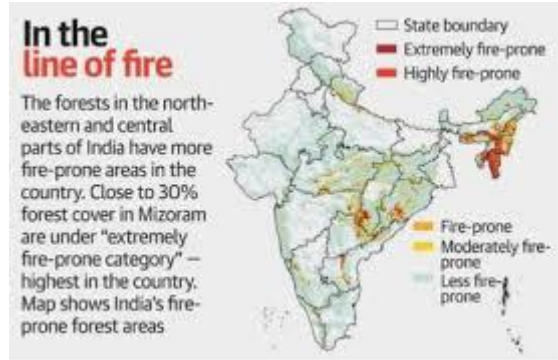 In the
line of fire
The forests in the north-
eastern and central
parts of India have more
fire-prone areas in the
country. Close to 30%
forest cover in Mizoram
are under “extremely
fire-prone category” —
highest in the country.
Map shows India's fire-
prone forest areas
State boundary
Extremely fire-prone
Highly fire-prone
Fire-prone
Moderately fire-
prone
Less fire-
prone